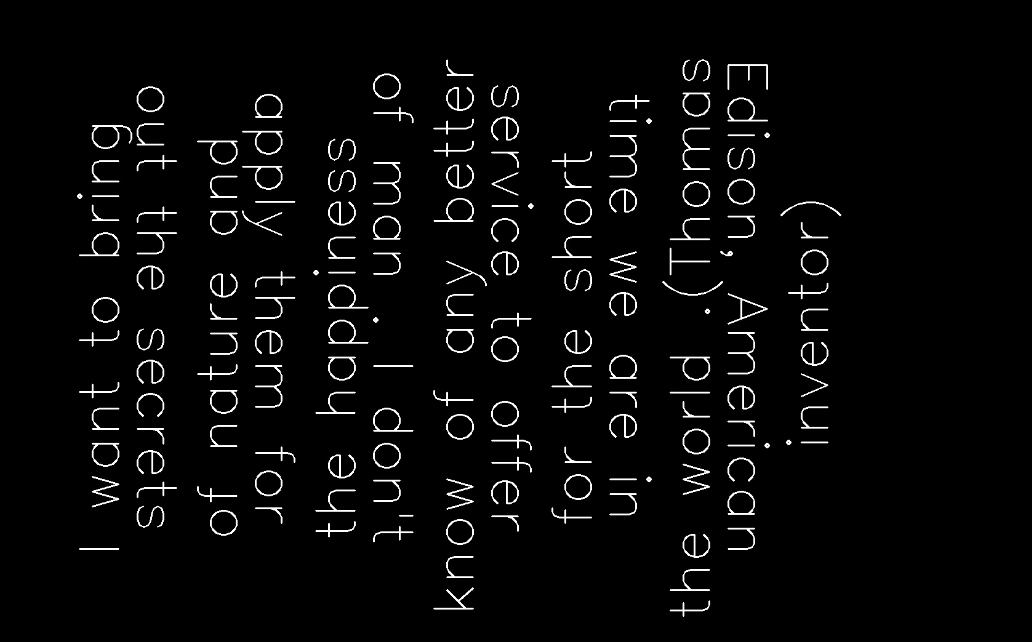 I want to bring
out the secrets
of nature and
apply them for
the happiness
of man. I don't
know of any better
service to offer
for the short
time we are in
the world. (Thomas
Edison, American
inventor)